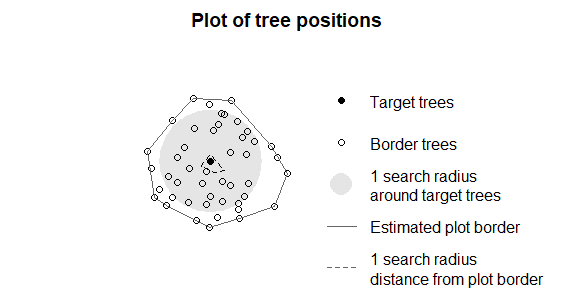 Plot of tree positions
Target trees
Border trees
1 search radius
around target trees
Estimated plot border
1 search radius
distance from plot border